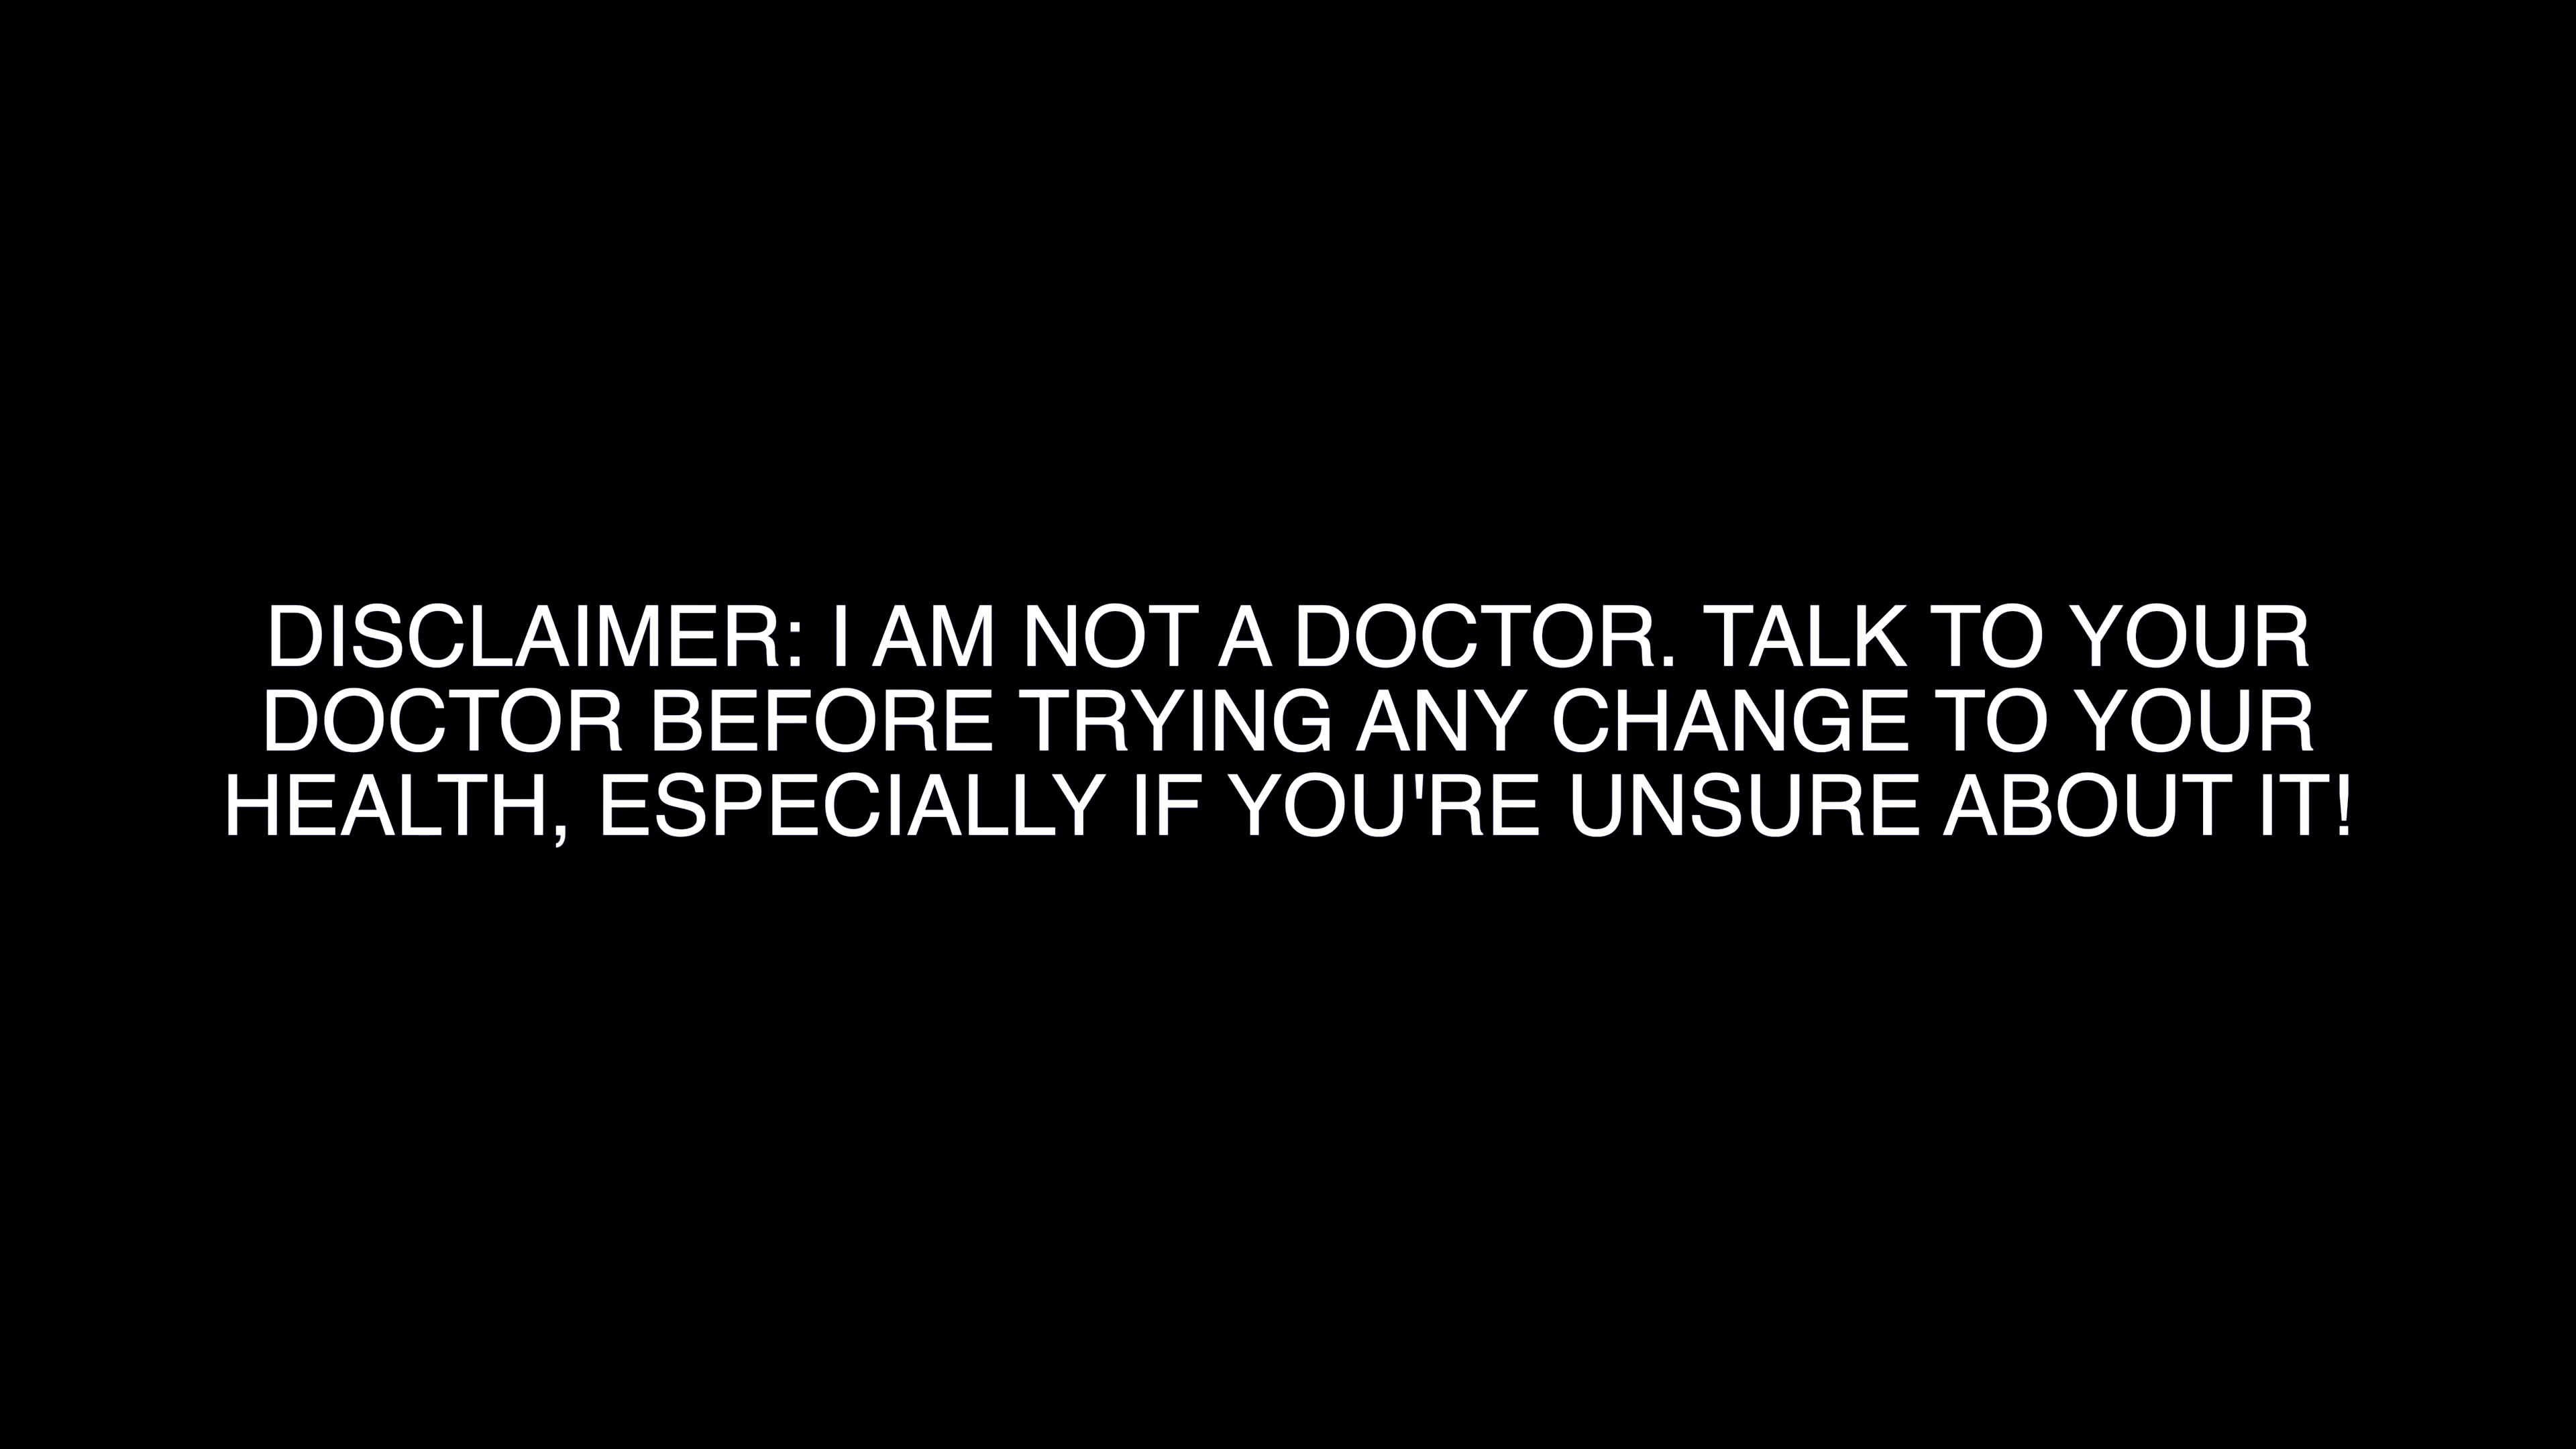 DISCLAIMER: I AM NOT A DOCTOR. TALK TO YOUR
DOCTOR BEFORE TRYING ANY CHANGE TO YOUR
HEALTH, ESPECIALLY IF YOU'RE UNSURE ABOUT IT!